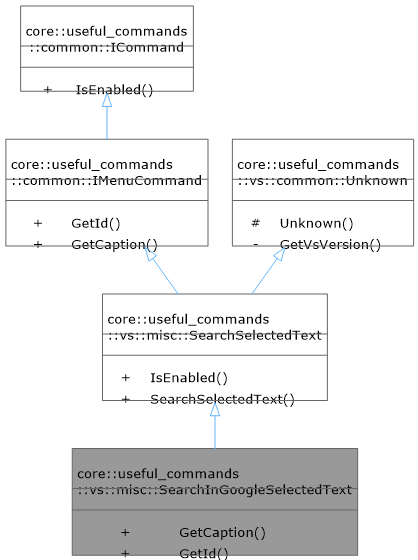 core::useful_commands
::common::ICommand
+ IsEnabled()
core::useful_commands
::common::IMenuCommand
+ GetId()
+ GetCaption()
core::useful_commands
::vs::common::Unknown
# Unknown()
- GetVsVersion()
core::useful_commands
::vs::misc::SearchSelectedText
+ IsEnabled()
+ SearchSelectedText()
core::useful_commands
::vs::misc::SearchInGoogleSelectedText
+ GetCaption()
+ GetId()